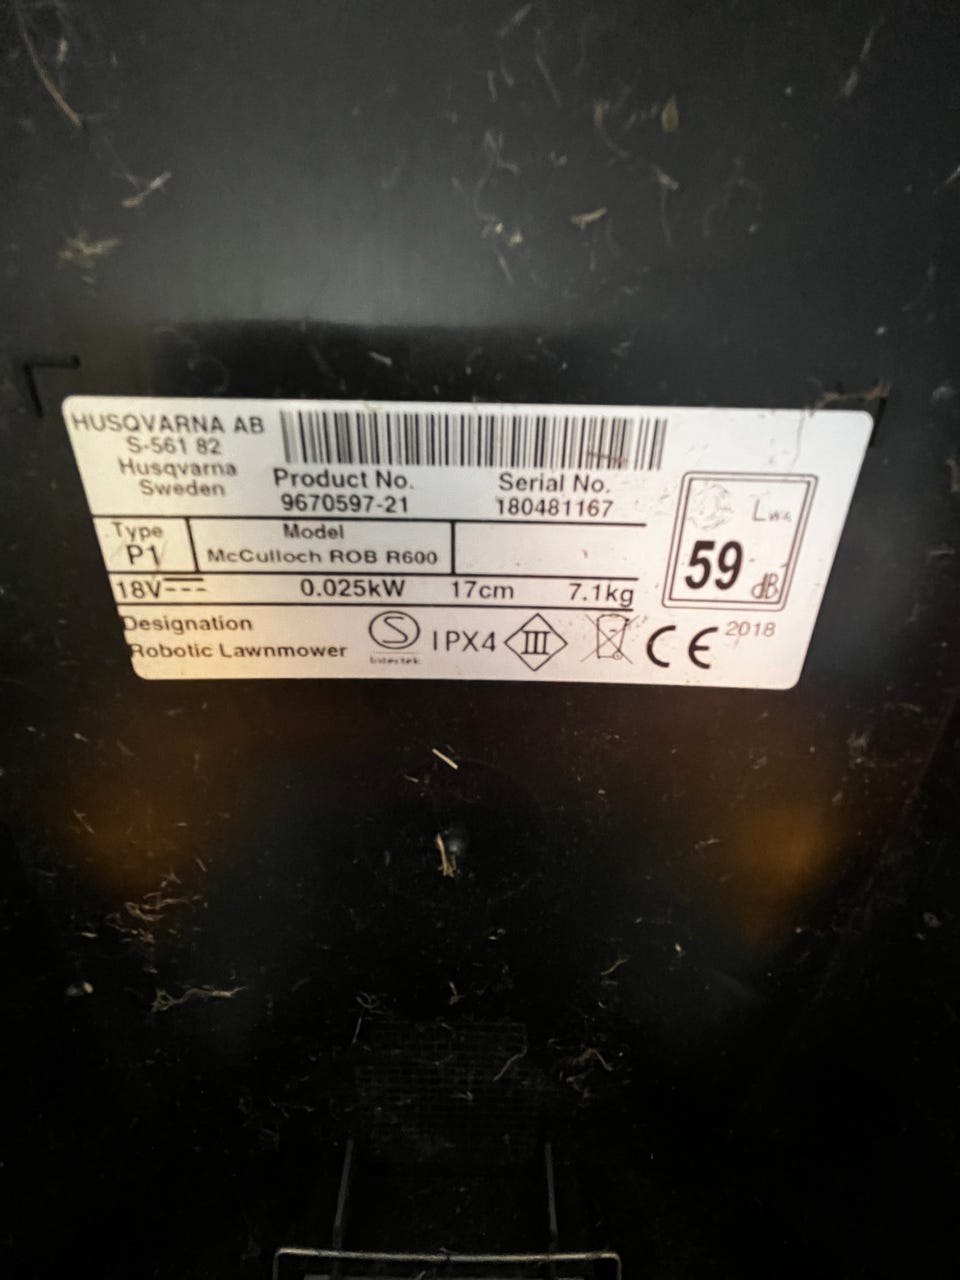 HUSQVARNA AB
S-561 82
Husqvarna
Sweden
Product No.
9670597-21
Serial No.
180481167
Type
P1
Model
McCulloch ROB R600
18V
0.025kW
17cm
7.1kg
Designation
Robotic Lawnmower
S
Intertek
IPX4
III
CE
2018
LWA
59 dB